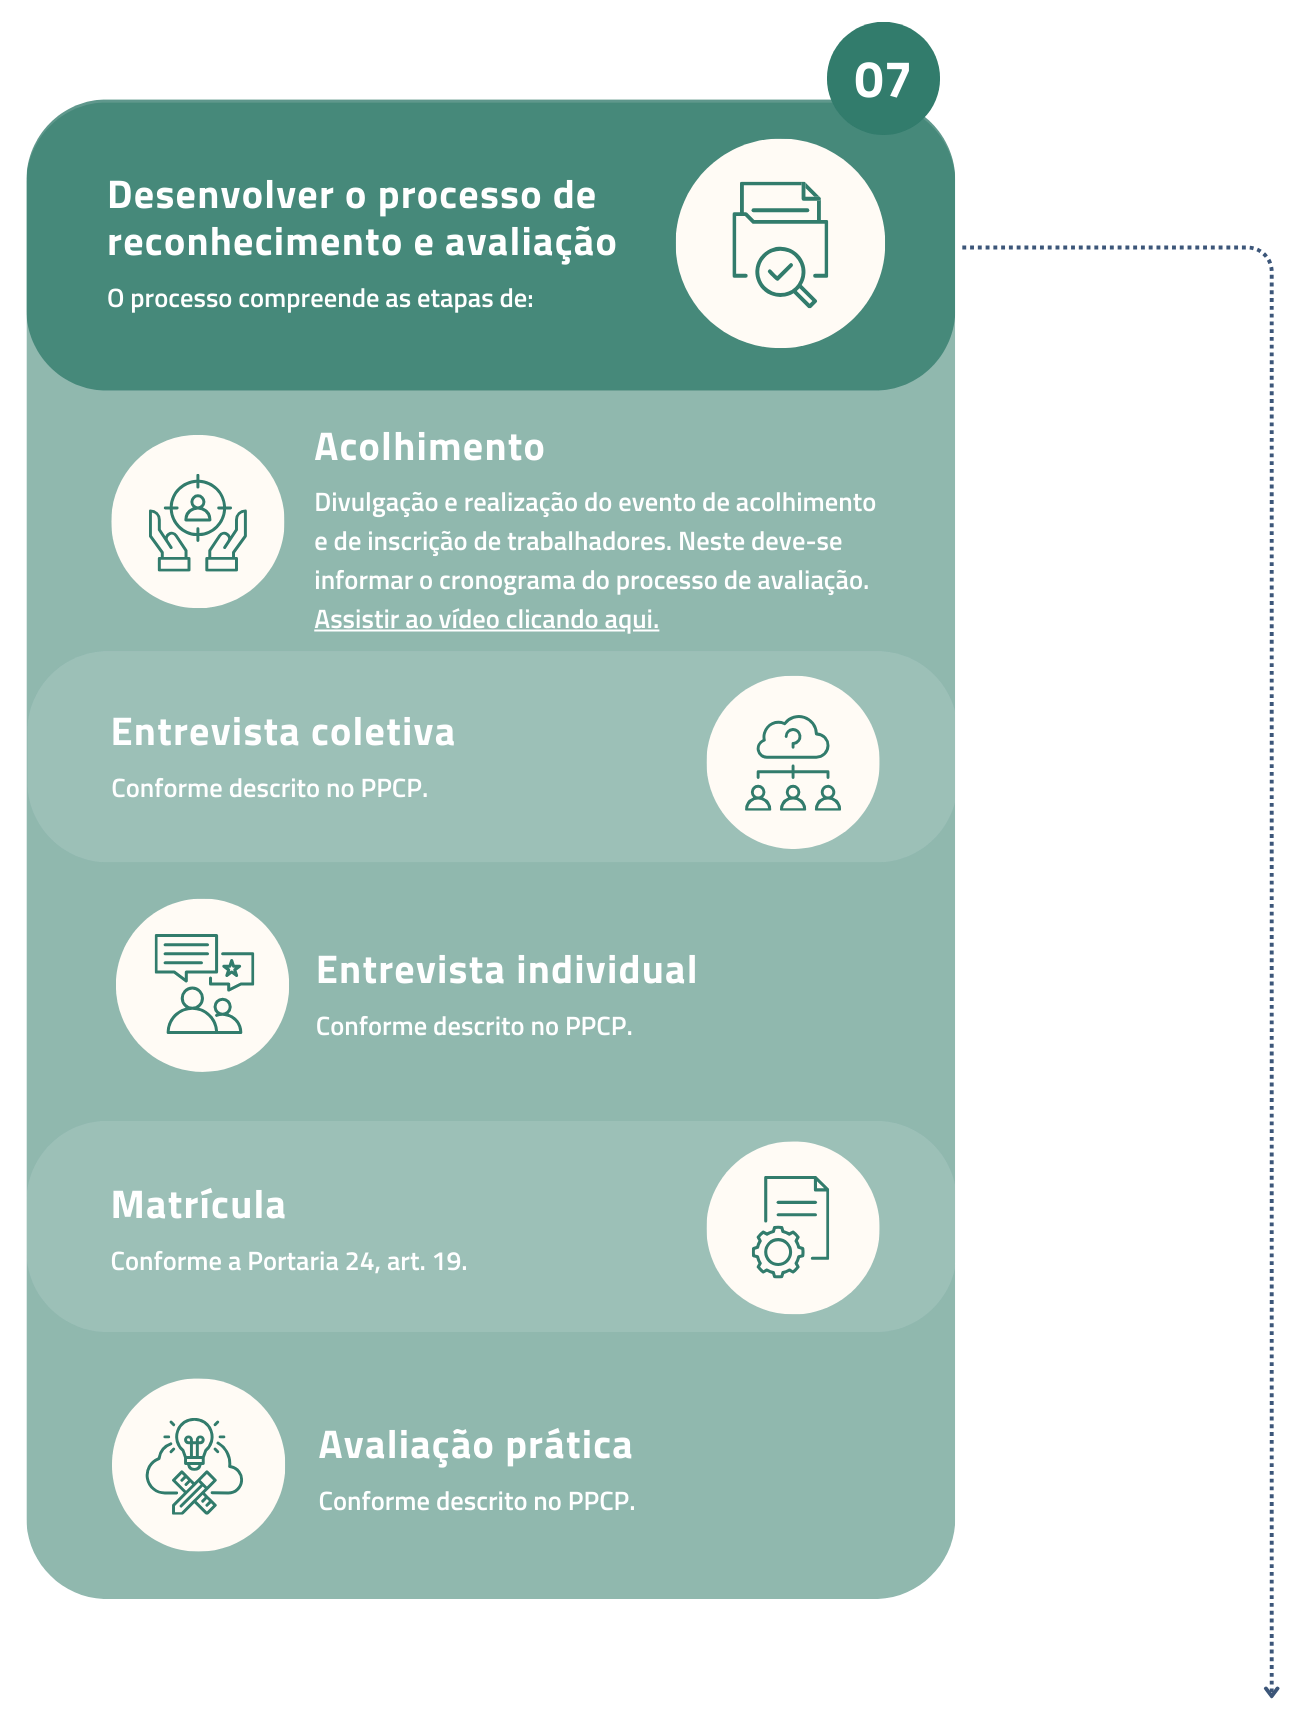 07
Desenvolver o processo de
reconhecimento e avaliação
O processo compreende as etapas de:
Acolhimento
Divulgação e realização do evento de acolhimento
e de inscrição de trabalhadores. Neste deve-se
informar o cronograma do processo de avaliação.
Assistir ao vídeo clicando aqui.
Entrevista coletiva
Conforme descrito no PPCP.
Entrevista individual
Conforme descrito no PPCP.
Matrícula
Conforme a Portaria 24, art. 19.
Avaliação prática
Conforme descrito no PPCP.